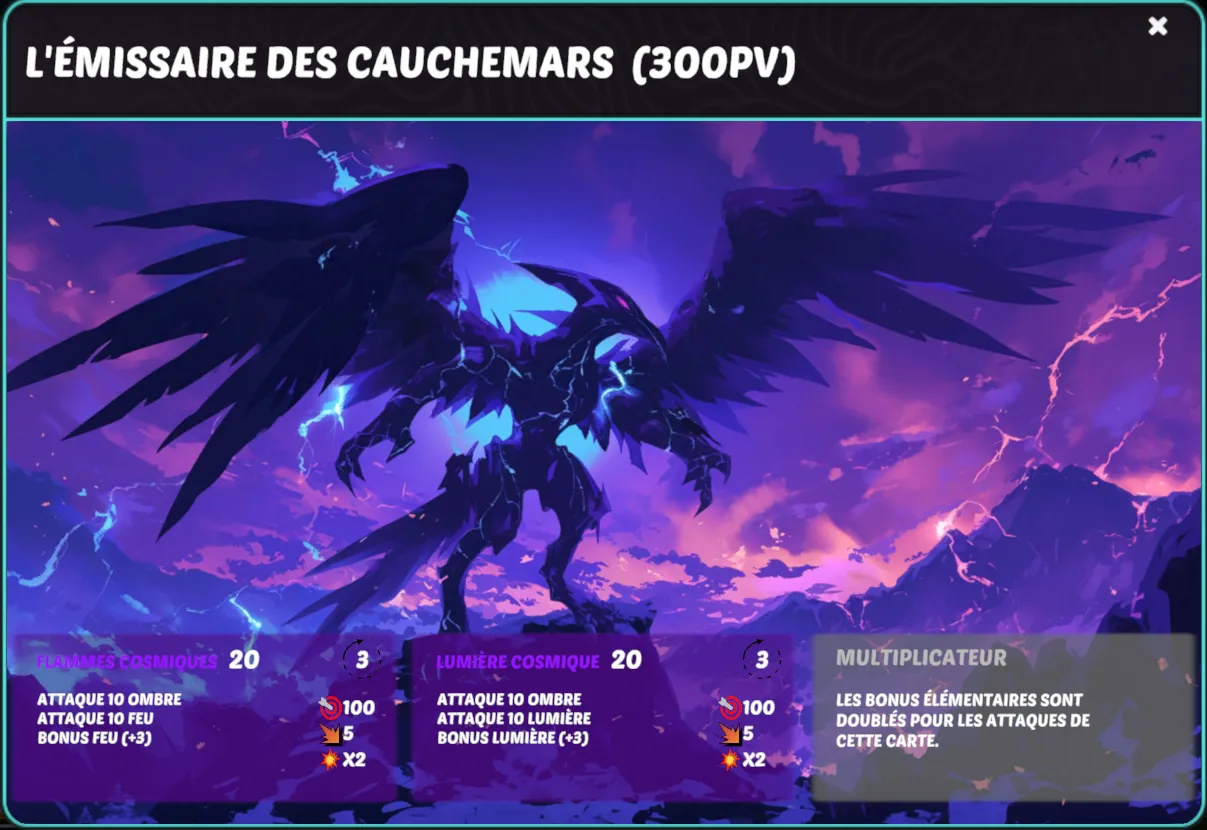 L'ÉMISSAIRE DES CAUCHEMARS (300PV)
FLAMMES COSMIQUES 20
3
ATTAQUE 10 OMBRE
ATTAQUE 10 FEU
BONUS FEU (+3)
100
5
X2
LUMIÈRE COSMIQUE 20
3
ATTAQUE 10 OMBRE
ATTAQUE 10 LUMIÈRE
BONUS LUMIÈRE (+3)
100
5
X2
MULTIPLICATEUR
LES BONUS ÉLÉMENTAIRES SONT
DOUBLÉS POUR LES ATTAQUES DE
CETTE CARTE.